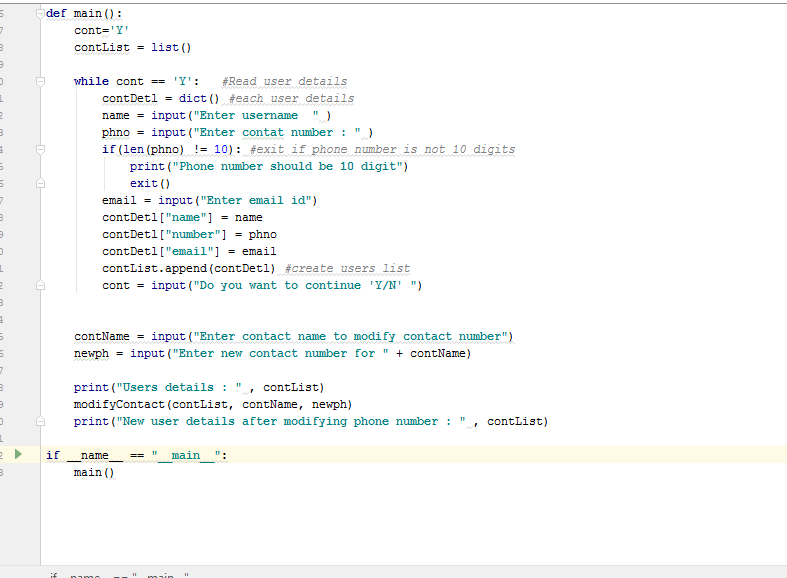 def main():
cont='Y'
contList = list()
while cont == 'Y': #Read user details
contDetl = dict() #each user details
name = input("Enter username  " )
phno = input("Enter contat number : " )
if(len(phno) != 10): #exit if phone number is not 10 digits
print("Phone number should be 10 digit")
exit()
email = input("Enter email id")
contDetl["name"] = name
contDetl["number"] = phno
contDetl["email"] = email
contList.append(contDetl) #create users list
cont = input("Do you want to continue 'Y/N' ")
contName = input("Enter contact name to modify contact number")
newph = input("Enter new contact number for " + contName)
print("Users details : " , contList)
modifyContact(contList, contName, newph)
print("New user details after modifying phone number : " , contList)
if __name__ == "__main__":
main()
if __name__ == "__main__"